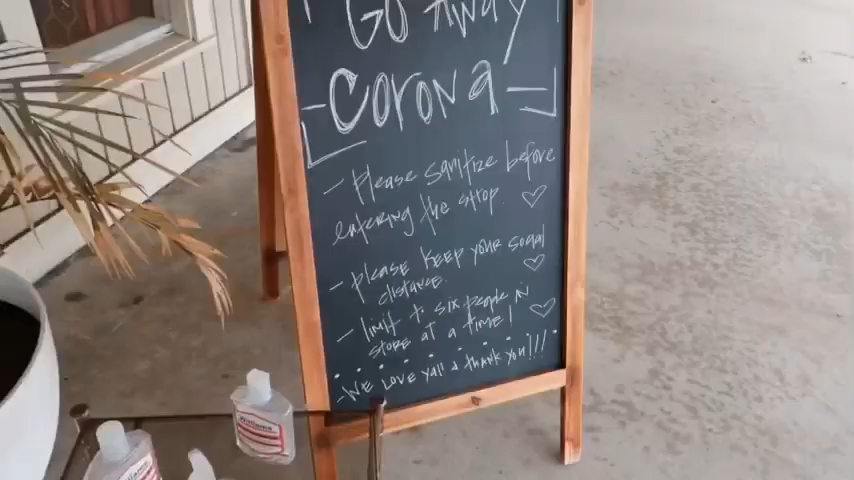 Go Away
Corona
- Please sanitize before
entering the shop. ♡
- please keep your social
distance. ♡
- limit to six people in
store at a time! ♡
- We love yall & thank you!!!